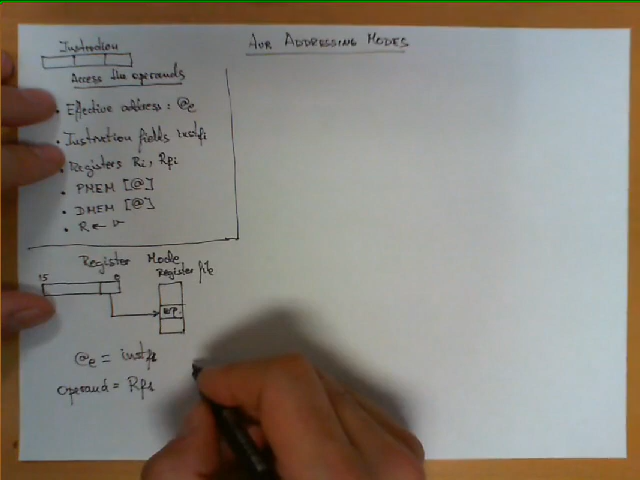 AVR ADDRESSING MODES
Instruction
Access the operands
• Effective address: @e
• Instruction fields instfi
• Registers Ri, Rfi
• PMEM [@]
• DMEM [@]
• R ← v
Register Mode
15 0
Register file
op.
@e = instf1
operand = Rf1